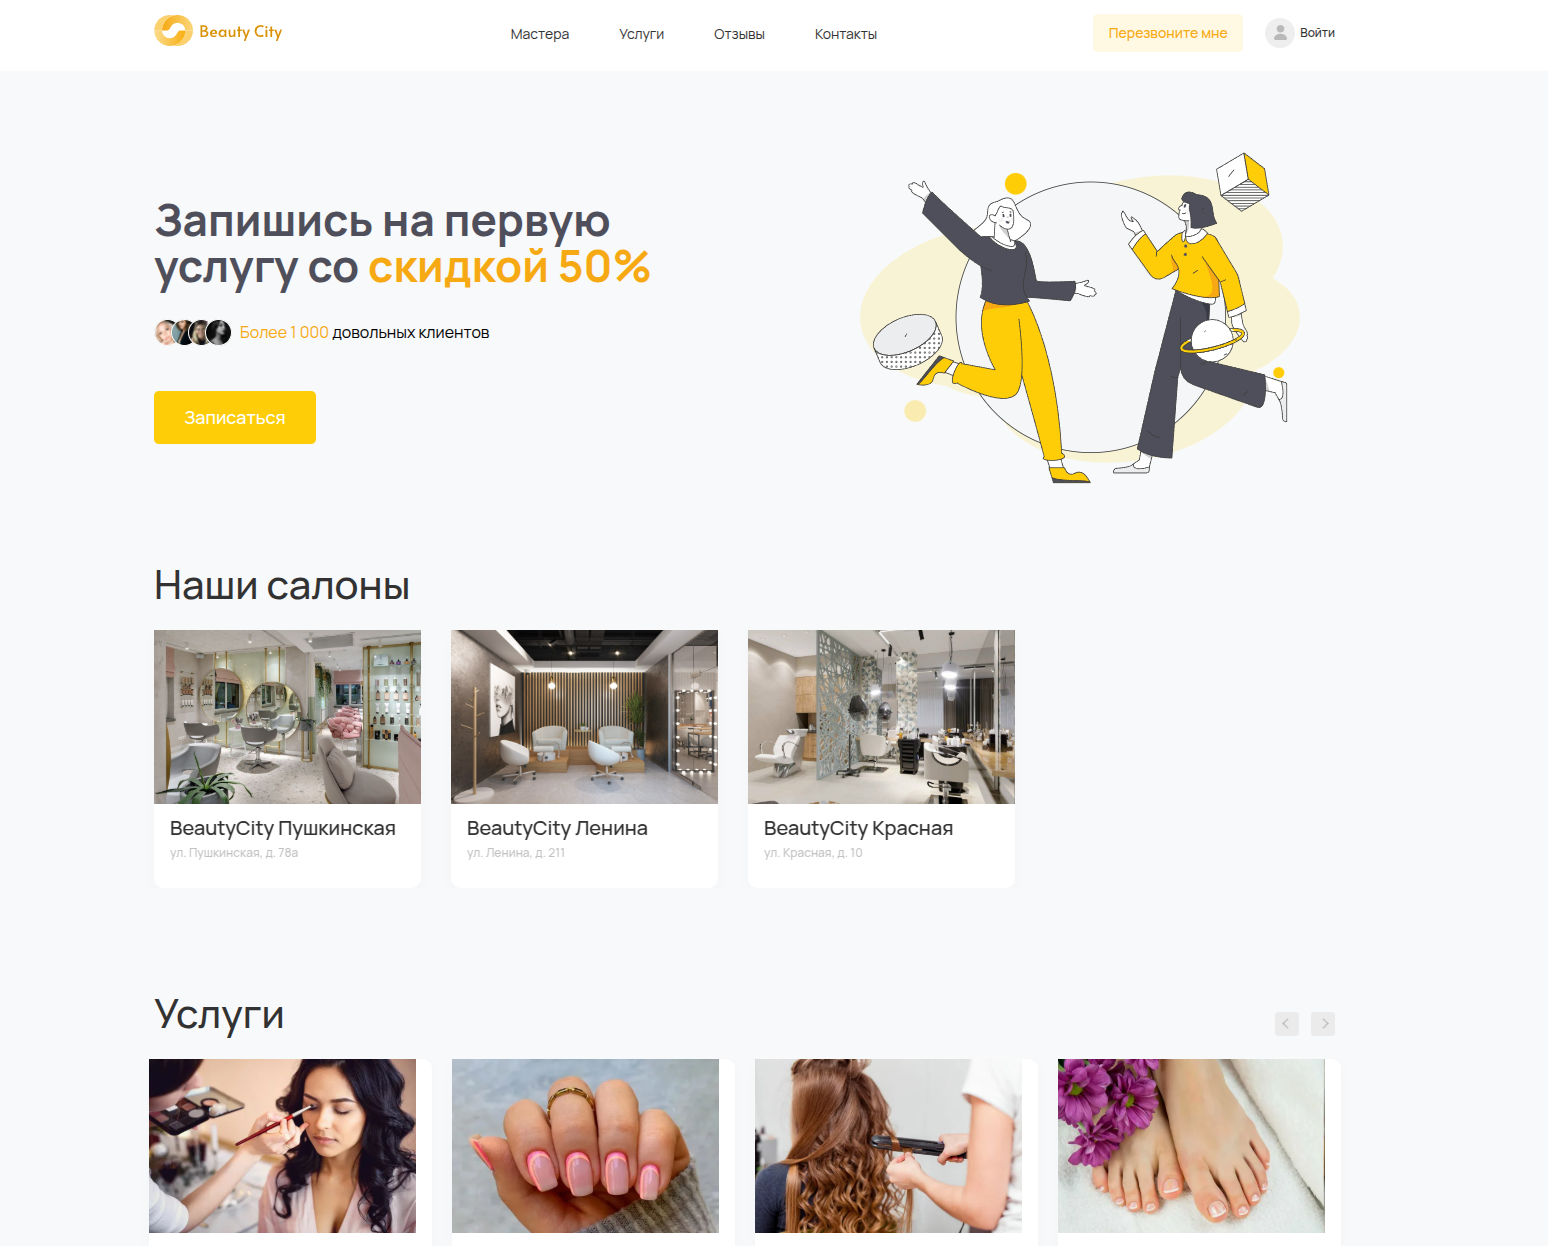 Beauty City
Мастера
Услуги
Отзывы
Контакты
Перезвоните мне
Войти
Запишись на первую
услугу со скидкой 50%
Более 1 000 довольных клиентов
Записаться
Наши салоны
BeautyCity Пушкинская
ул. Пушкинская, д. 78а
BeautyCity Ленина
ул. Ленина, д. 211
BeautyCity Красная
ул. Красная, д. 10
Услуги